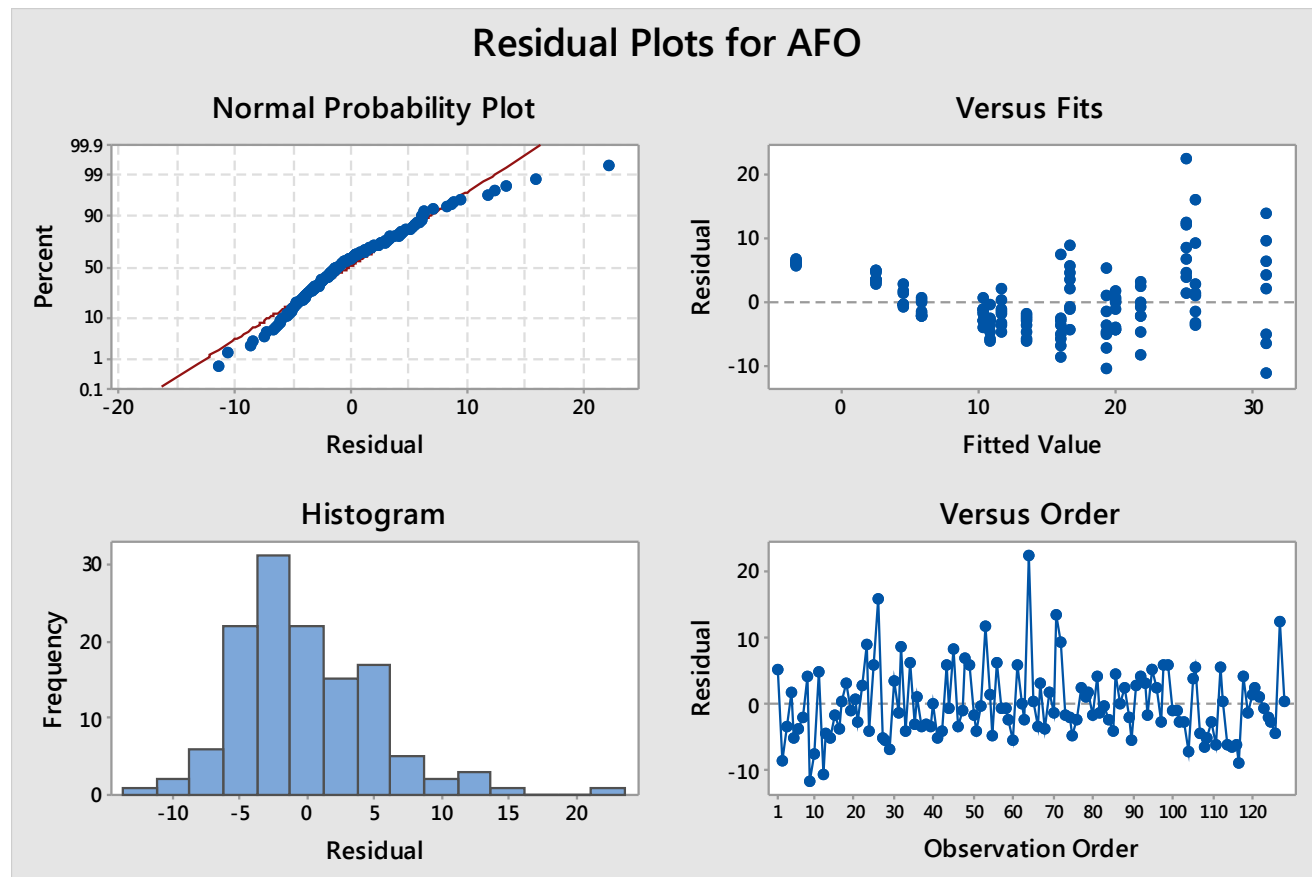 Residual Plots for AFO
Normal Probability Plot
99.9
99
90
50
10
1
0.1
Percent
-20 -10 0 10 20
Residual
Versus Fits
20
10
0
-10
Residual
0 10 20 30
Fitted Value
Histogram
30
20
10
0
Frequency
-10 -5 0 5 10 15 20
Residual
Versus Order
20
10
0
-10
Residual
1 10 20 30 40 50 60 70 80 90 100 110 120
Observation Order